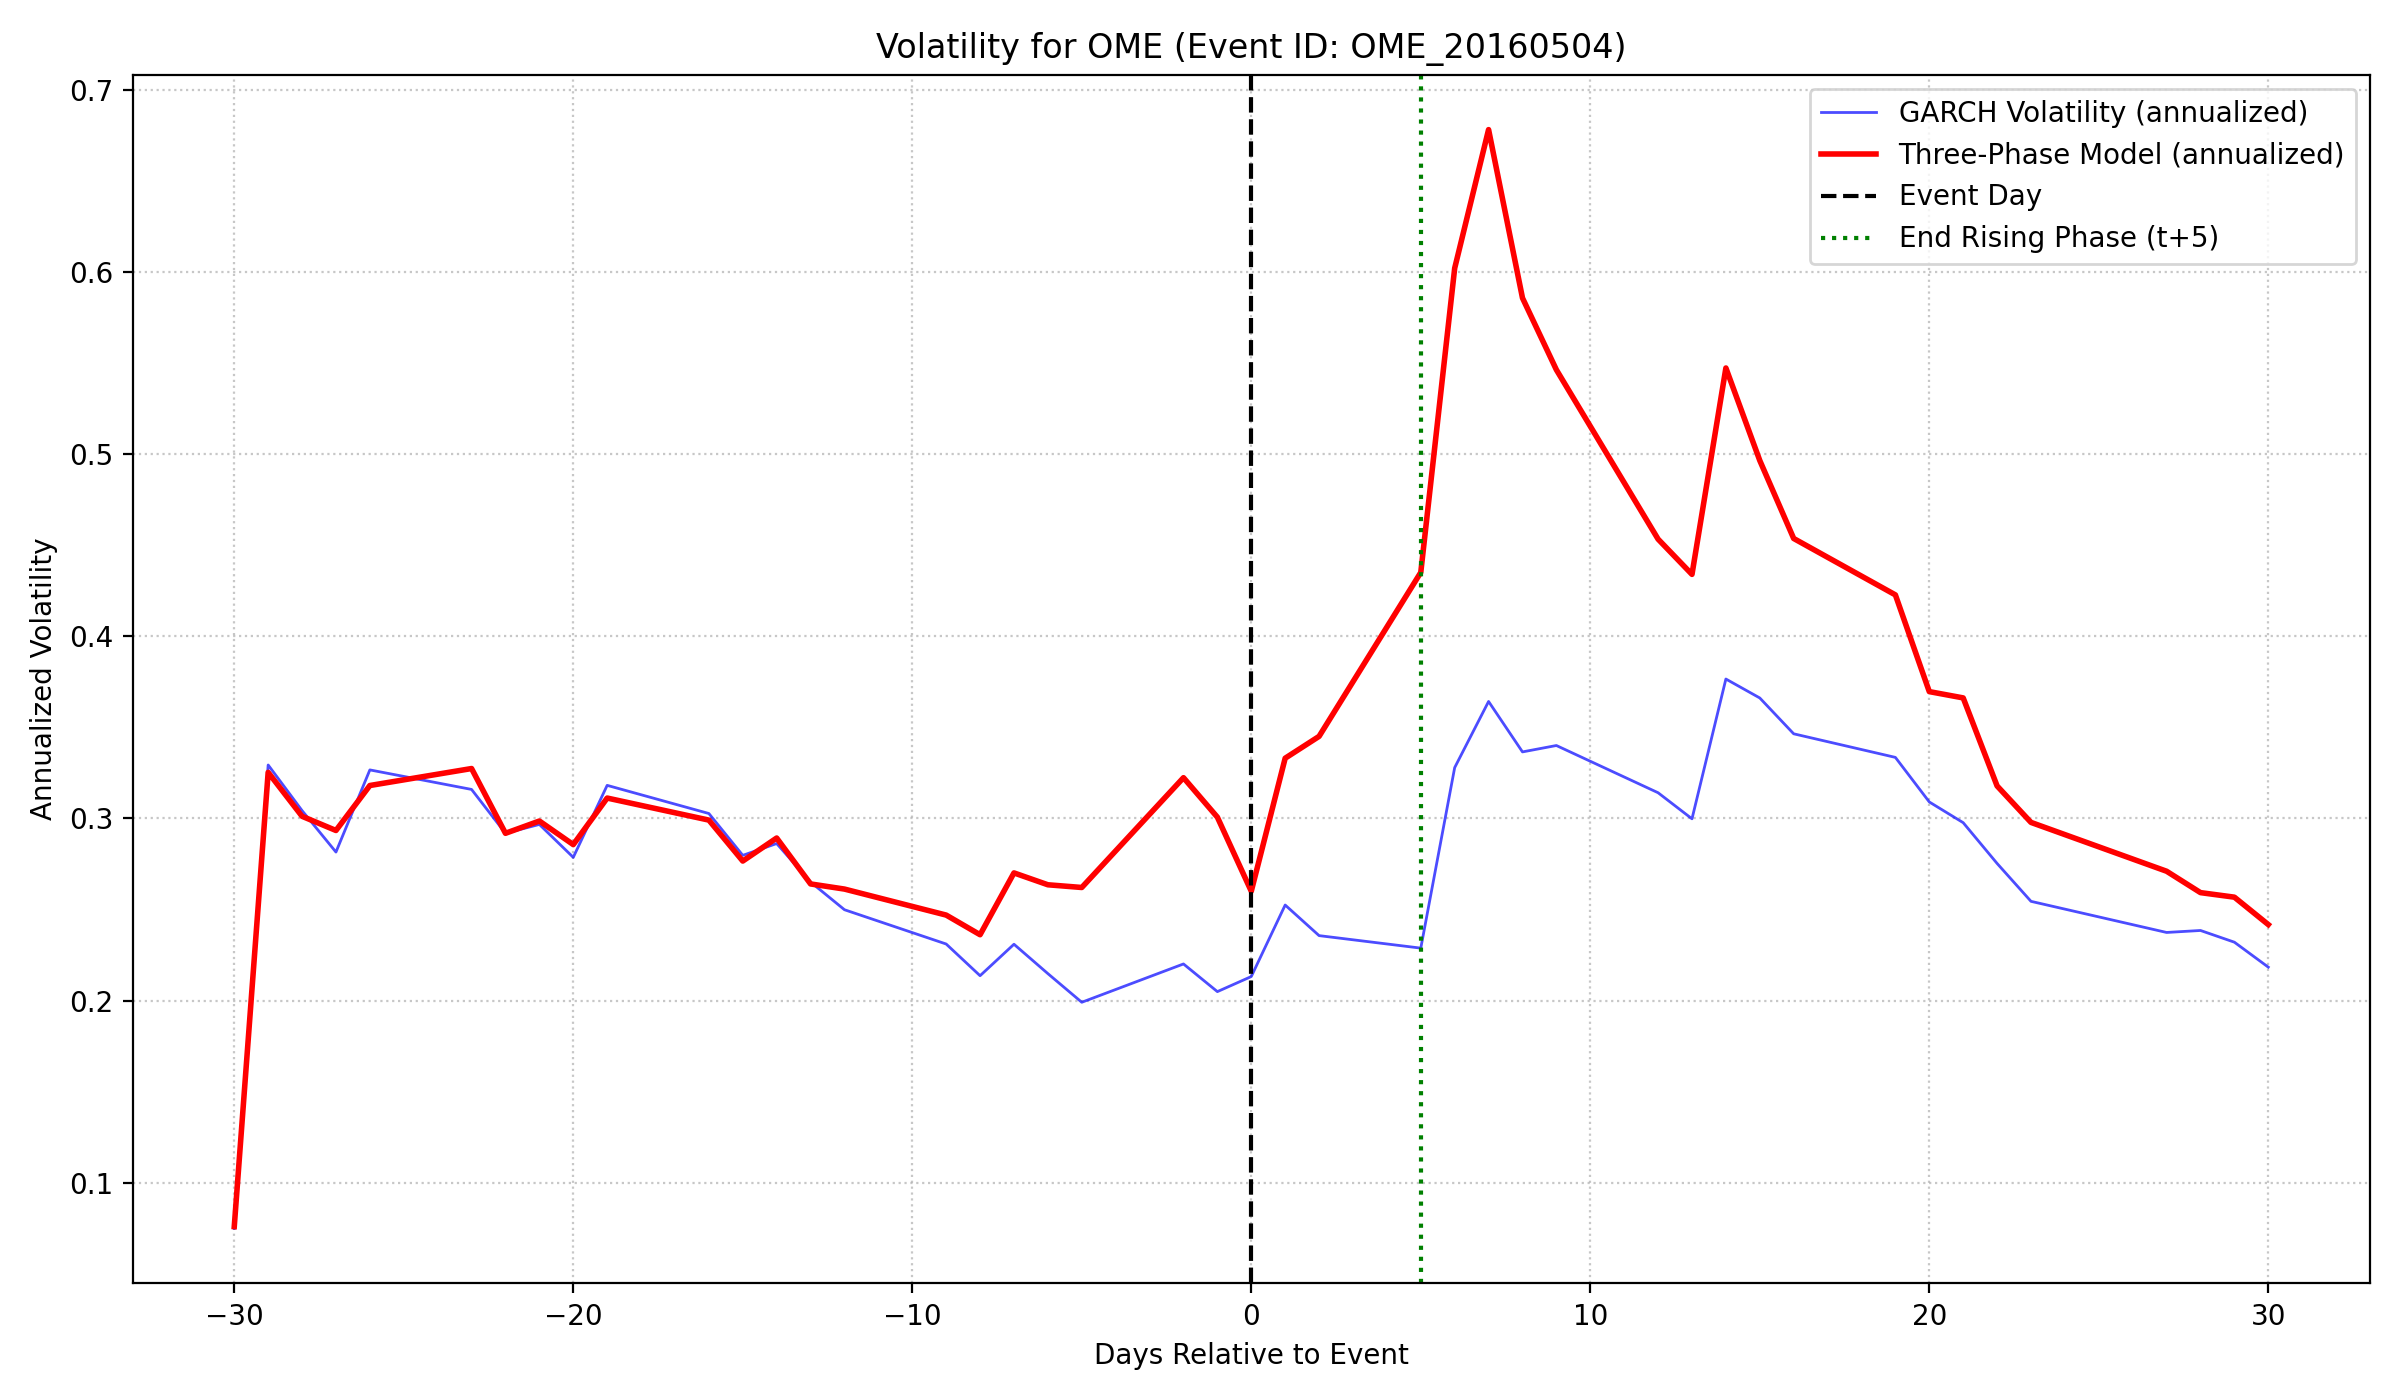 Volatility for OME (Event ID: OME_20160504)
GARCH Volatility (annualized)
Three-Phase Model (annualized)
Event Day
End Rising Phase (t+5)
Annualized Volatility
0.7
0.6
0.5
0.4
0.3
0.2
0.1
−30 −20 −10 0 10 20 30
Days Relative to Event